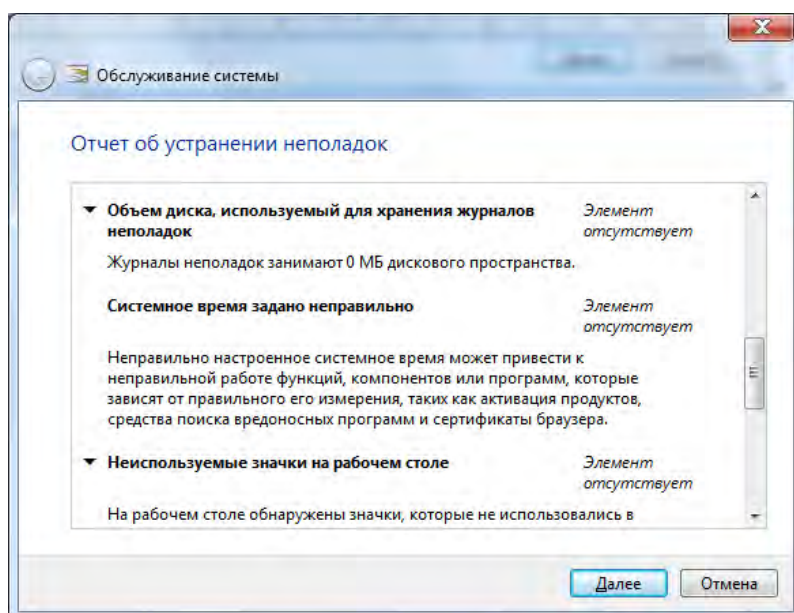 Обслуживание системы
Отчет об устранении неполадок
Объем диска, используемый для хранения журналов Элемент
неполадок отсутствует
Журналы неполадок занимают 0 МБ дискового пространства.
Системное время задано неправильно Элемент
отсутствует
Неправильно настроенное системное время может привести к
неправильной работе функций, компонентов или программ, которые
зависят от правильного его измерения, таких как активация продуктов,
средства поиска вредоносных программ и сертификаты браузера.
Неиспользуемые значки на рабочем столе Элемент
отсутствует
На рабочем столе обнаружены значки, которые не использовались в
Далее Отмена